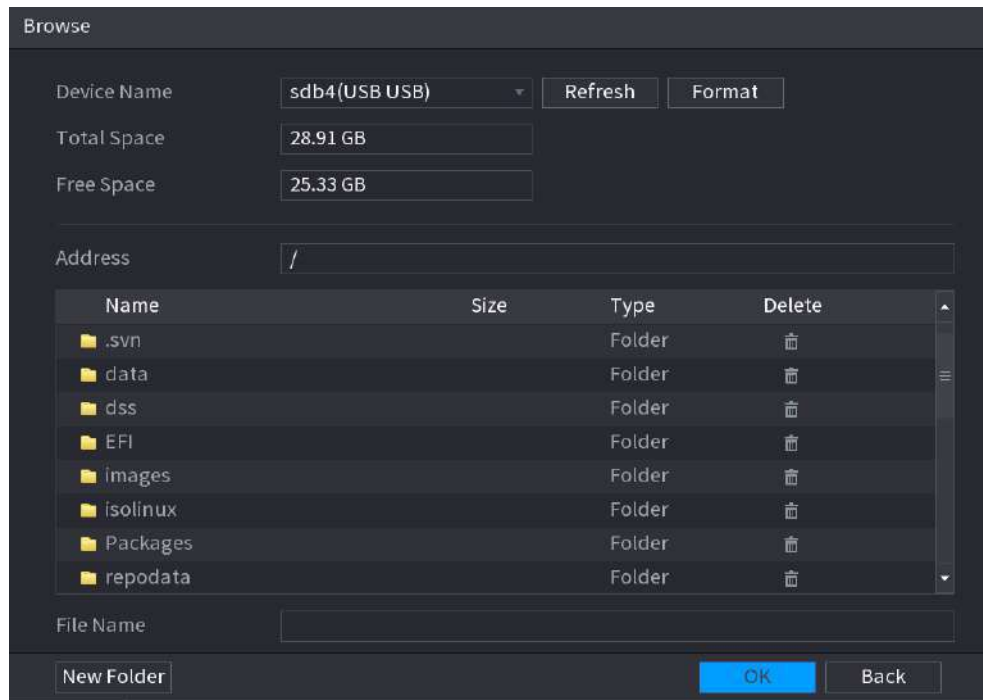 Browse
Device Name sdb4(USB USB) Refresh Format
Total Space 28.91 GB
Free Space 25.33 GB
Address /
Name Size Type Delete
.svn Folder
data Folder
dss Folder
EFI Folder
images Folder
isolinux Folder
Packages Folder
repodata Folder
File Name
New Folder OK Back